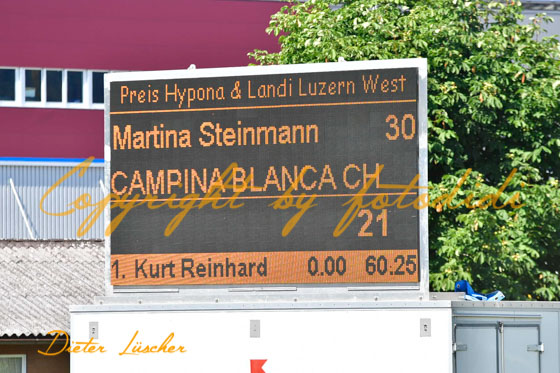 Preis Hypona & Landi Luzern West
Martina Steinmann 30
CAMPINA BLANCA CH
21
1. Kurt Reinhard 0.00 60.25
Copyright by fotodidi
Dieter Lüscher